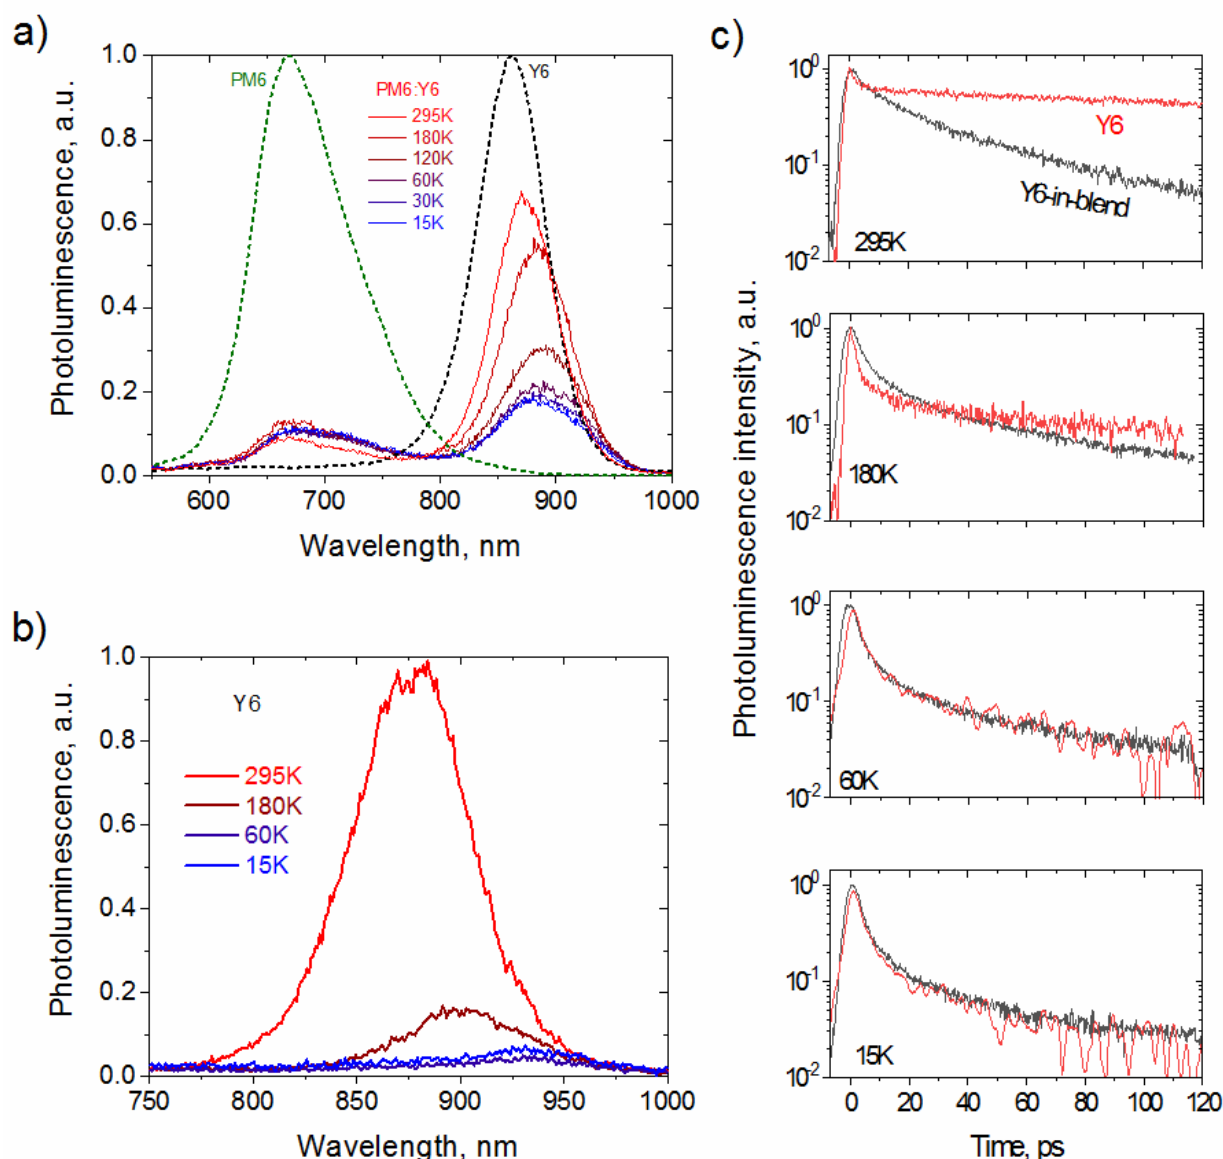 a)
PM6
Y6
PM6:Y6
295K
180K
120K
60K
30K
15K
1.0
0.8
0.6
0.4
0.2
0.0
600
700
800
900
1000
Photoluminescence, a.u.
Wavelength, nm
b)
Y6
295K
180K
60K
15K
1.0
0.8
0.6
0.4
0.2
0.0
750
800
850
900
950
1000
Photoluminescence, a.u.
Wavelength, nm
c)
Photoluminescence intensity, a.u.
10⁰
10⁻¹
10⁻²
Y6
Y6-in-blend
295K
10⁰
10⁻¹
10⁻²
180K
10⁰
10⁻¹
10⁻²
60K
10⁰
10⁻¹
10⁻²
15K
0
20
40
60
80
100
120
Time, ps